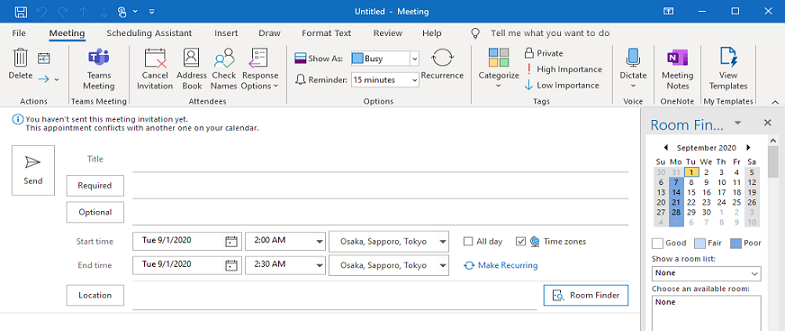 Untitled - Meeting
File Meeting Scheduling Assistant Insert Draw Format Text Review Help Tell me what you want to do
Delete
Actions
Teams
Meeting
Teams Meeting
Cancel
Invitation
Address
Book
Check
Names
Response
Options
Attendees
Show As: Busy
Reminder: 15 minutes
Recurrence
Options
Categorize
Private
High Importance
Low Importance
Tags
Dictate
Voice
Meeting
Notes
OneNote
View
Templates
My Templates
You haven't sent this meeting invitation yet.
This appointment conflicts with another one on your calendar.
Send
Title
Required
Optional
Start time Tue 9/1/2020 2:00 AM Osaka, Sapporo, Tokyo All day Time zones
End time Tue 9/1/2020 2:30 AM Osaka, Sapporo, Tokyo Make Recurring
Location Room Finder
Room Fin...
September 2020
Su Mo Tu We Th Fr Sa
30 31 1 2 3 4 5
6 7 8 9 10 11 12
13 14 15 16 17 18 19
20 21 22 23 24 25 26
27 28 29 30 1 2 3
4 5 6 7 8 9 10
Good Fair Poor
Show a room list:
None
Choose an available room:
None